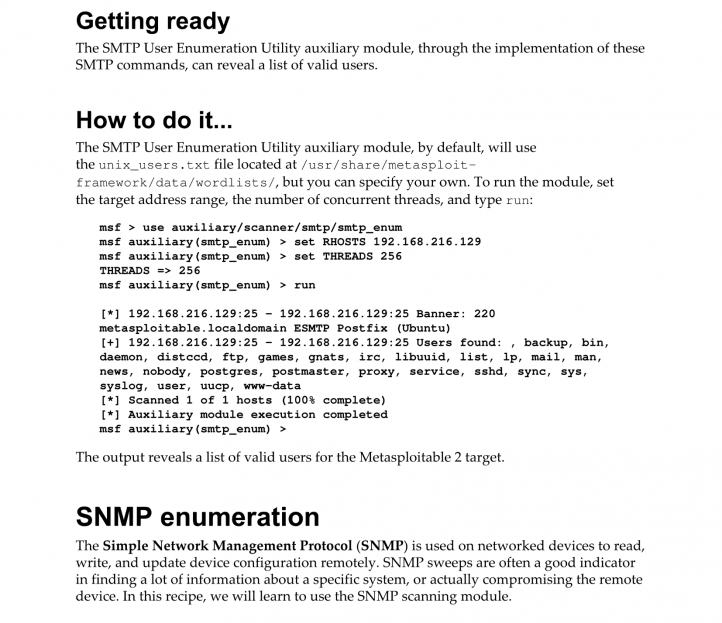 Getting ready
The SMTP User Enumeration Utility auxiliary module, through the implementation of these
SMTP commands, can reveal a list of valid users.
How to do it...
The SMTP User Enumeration Utility auxiliary module, by default, will use
the unix_users.txt file located at /usr/share/metasploit-
framework/data/wordlists/, but you can specify your own. To run the module, set
the target address range, the number of concurrent threads, and type run:
msf > use auxiliary/scanner/smtp/smtp_enum
msf auxiliary(smtp_enum) > set RHOSTS 192.168.216.129
msf auxiliary(smtp_enum) > set THREADS 256
THREADS => 256
msf auxiliary(smtp_enum) > run
[*] 192.168.216.129:25 - 192.168.216.129:25 Banner: 220
metasploitable.localdomain ESMTP Postfix (Ubuntu)
[+] 192.168.216.129:25 - 192.168.216.129:25 Users found: , backup, bin,
daemon, distccd, ftp, games, gnats, irc, libuuid, list, lp, mail, man,
news, nobody, postgres, postmaster, proxy, service, sshd, sync, sys,
syslog, user, uucp, www-data
[*] Scanned 1 of 1 hosts (100% complete)
[*] Auxiliary module execution completed
msf auxiliary(smtp_enum) >
The output reveals a list of valid users for the Metasploitable 2 target.
SNMP enumeration
The Simple Network Management Protocol (SNMP) is used on networked devices to read,
write, and update device configuration remotely. SNMP sweeps are often a good indicator
in finding a lot of information about a specific system, or actually compromising the remote
device. In this recipe, we will learn to use the SNMP scanning module.